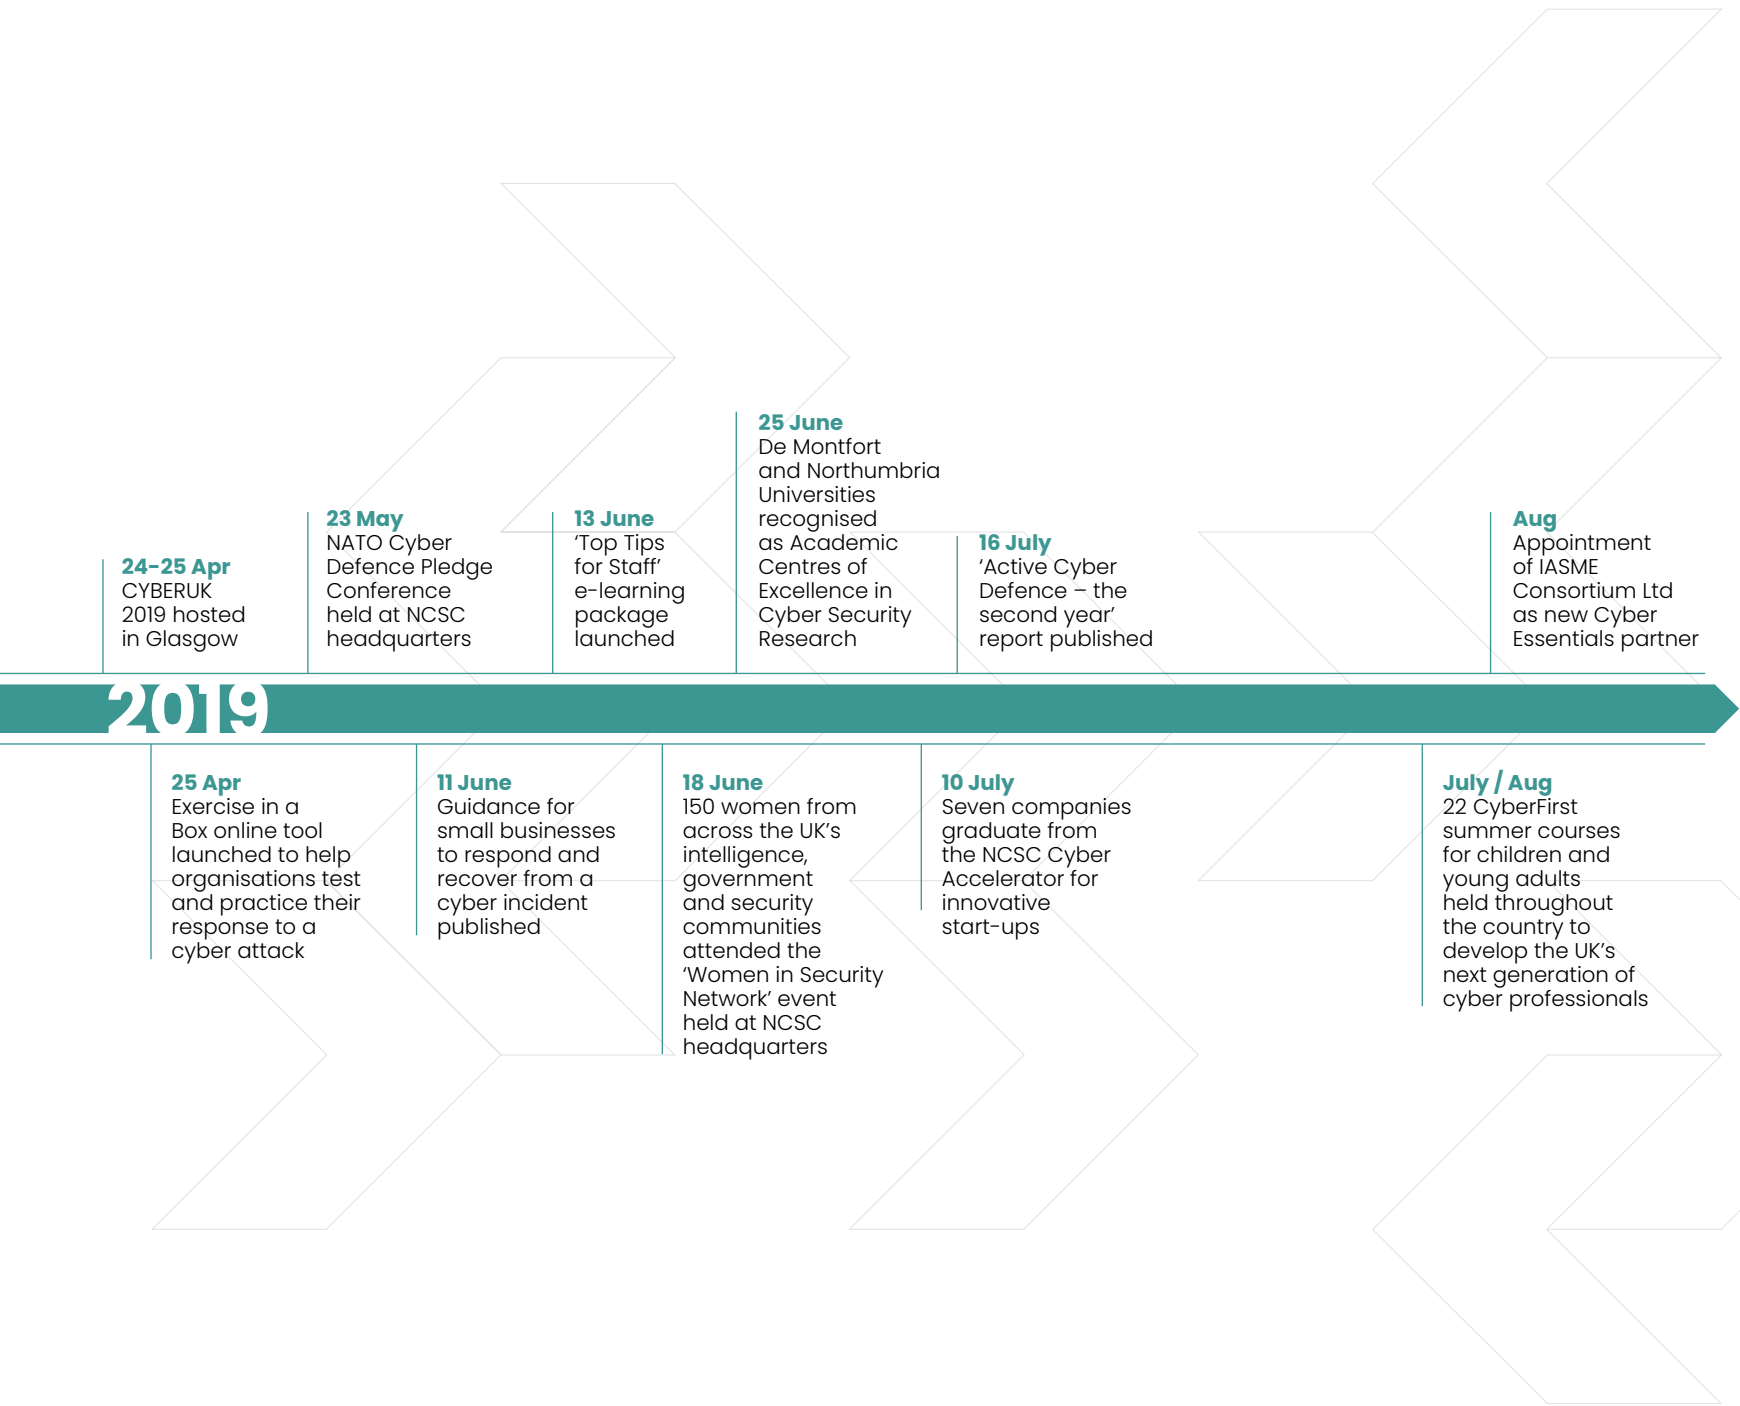 25 June
De Montfort
and Northumbria
Universities
recognised
as Academic
Centres of
Excellence in
Cyber Security
Research
24-25 Apr
CYBERUK
2019 hosted
in Glasgow
23 May
NATO Cyber
Defence Pledge
Conference
held at NCSC
headquarters
13 June
‘Top Tips
for Staff’
e-learning
package
launched
16 July
‘Active Cyber
Defence – the
second year’
report published
Aug
Appointment
of IASME
Consortium Ltd
as new Cyber
Essentials partner
2019
25 Apr
Exercise in a
Box online tool
launched to help
organisations test
and practice their
response to a
cyber attack
11 June
Guidance for
small businesses
to respond and
recover from a
cyber incident
published
18 June
150 women from
across the UK’s
intelligence,
government
and security
communities
attended the
‘Women in Security
Network’ event
held at NCSC
headquarters
10 July
Seven companies
graduate from
the NCSC Cyber
Accelerator for
innovative
start-ups
July / Aug
22 CyberFirst
summer courses
for children and
young adults
held throughout
the country to
develop the UK’s
next generation of
cyber professionals